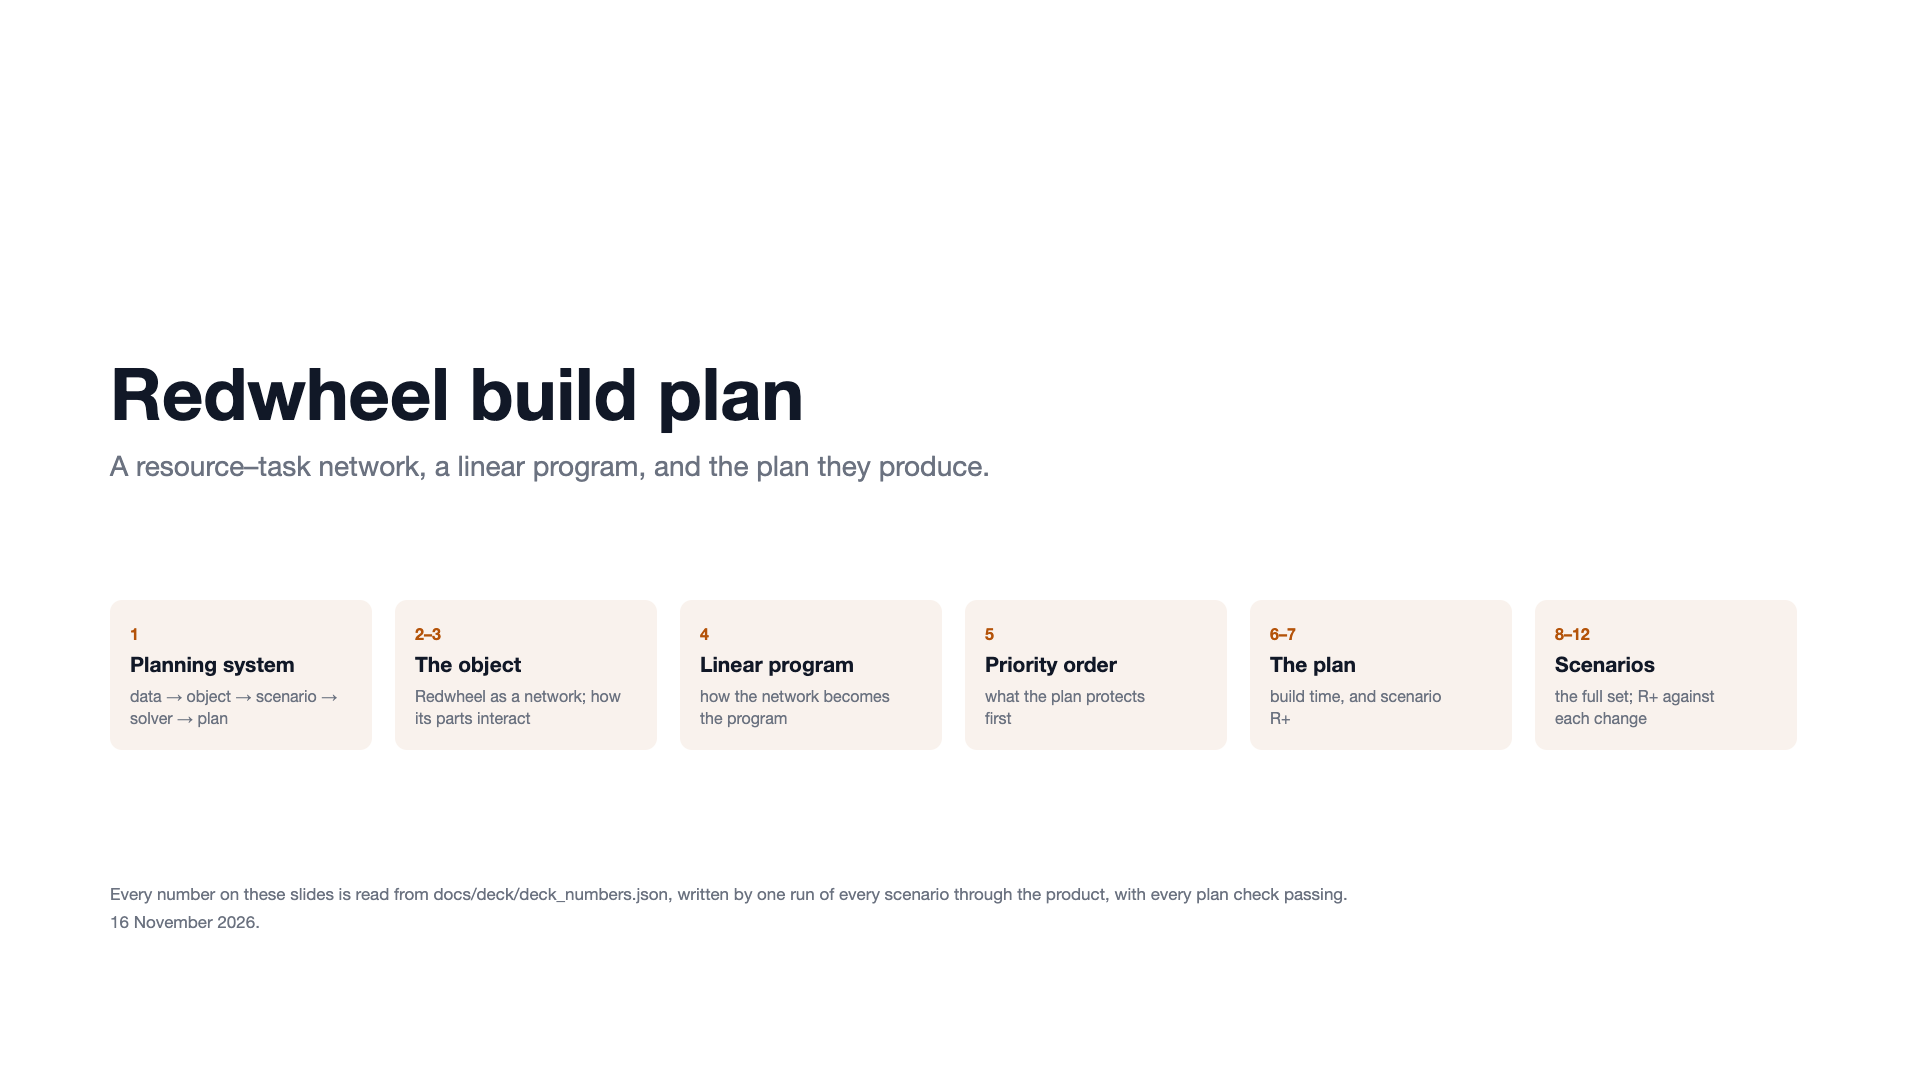 Redwheel build plan
A resource–task network, a linear program, and the plan they produce.
1
Planning system
data → object → scenario →
solver → plan
2–3
The object
Redwheel as a network; how
its parts interact
4
Linear program
how the network becomes
the program
5
Priority order
what the plan protects
first
6–7
The plan
build time, and scenario
R+
8–12
Scenarios
the full set; R+ against
each change
Every number on these slides is read from docs/deck/deck_numbers.json, written by one run of every scenario through the product, with every plan check passing.
16 November 2026.